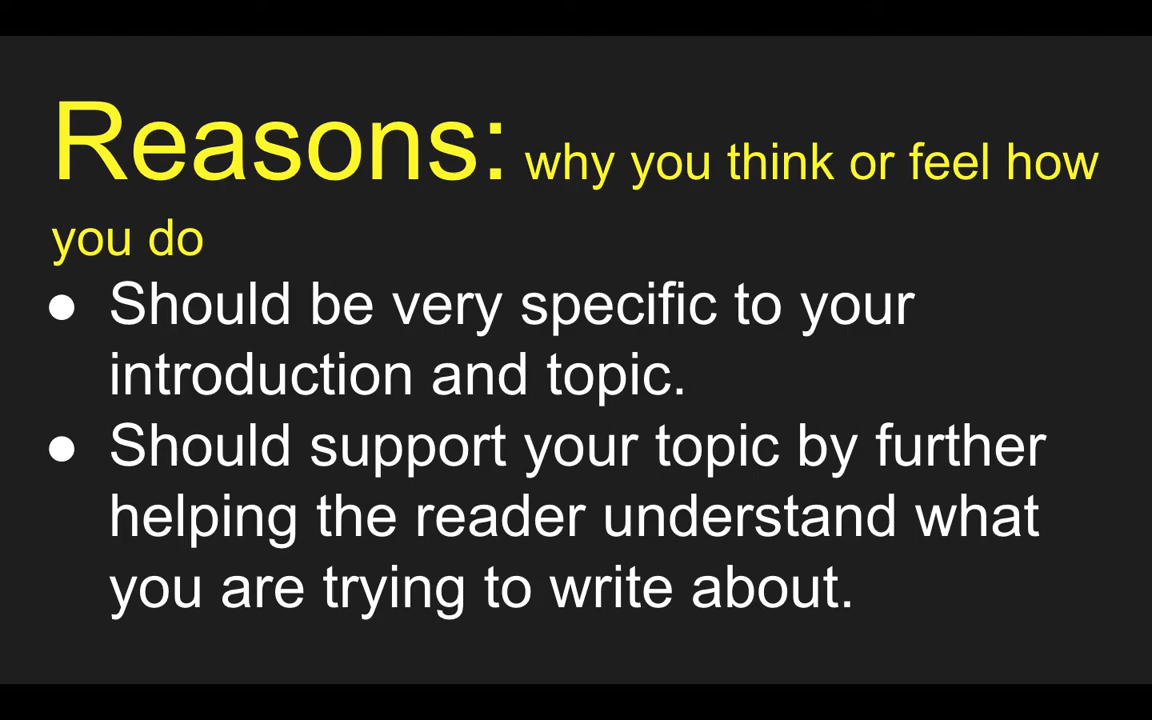 Reasons: why you think or feel how
you do
● Should be very specific to your
introduction and topic.
● Should support your topic by further
helping the reader understand what
you are trying to write about.